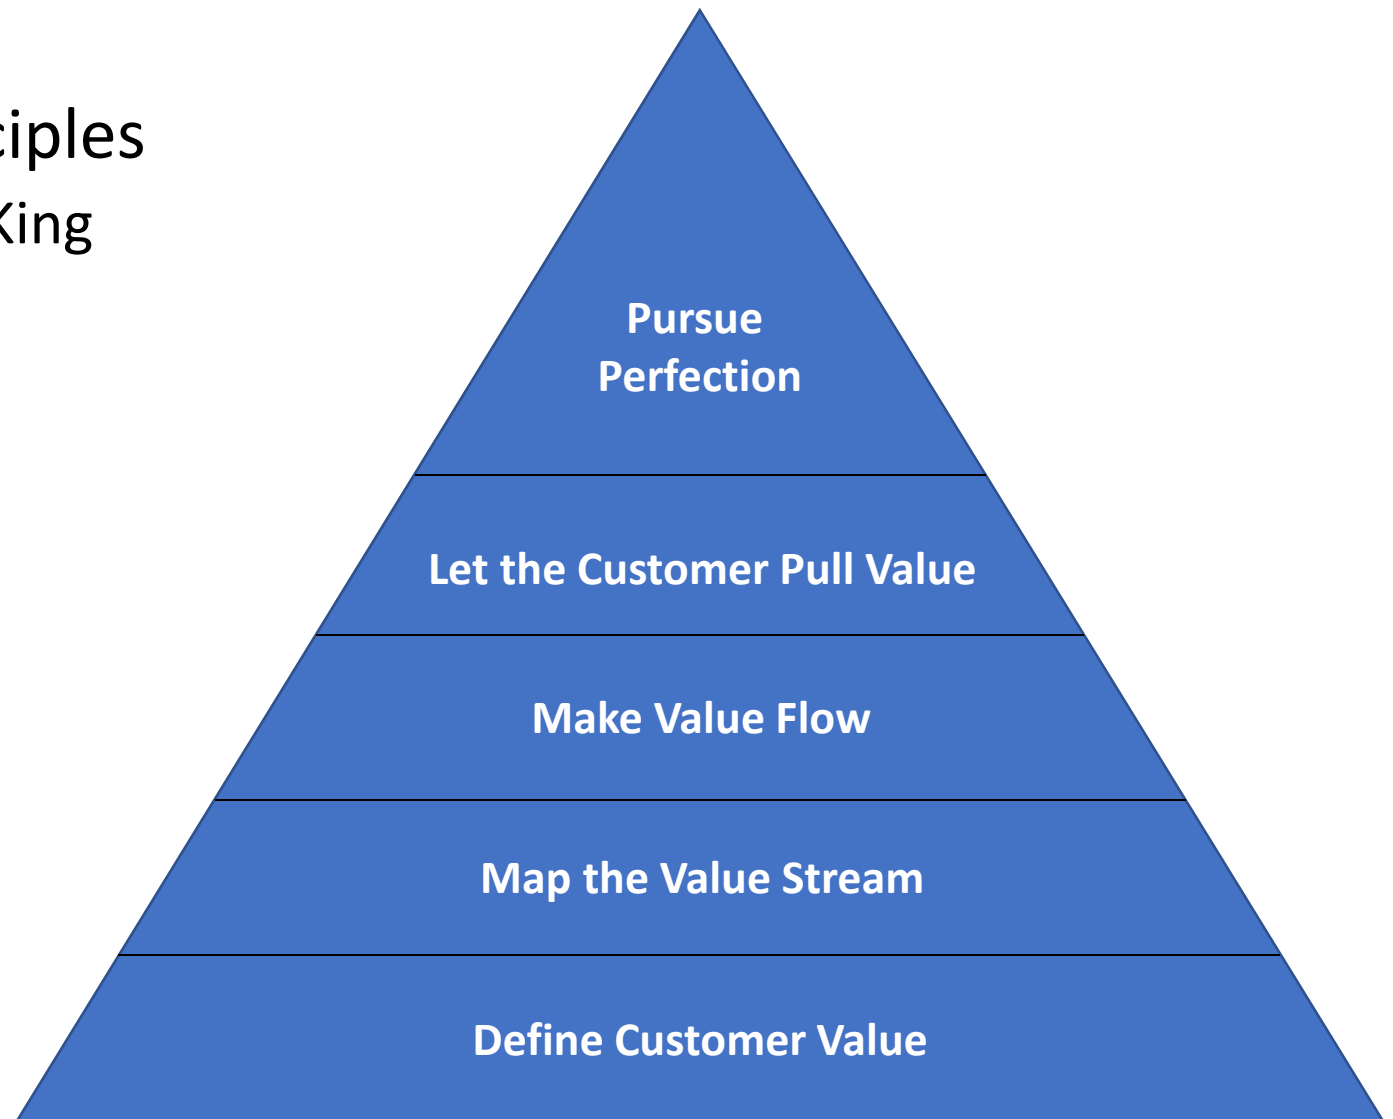 ciples
King
Pursue
Perfection
Let the Customer Pull Value
Make Value Flow
Map the Value Stream
Define Customer Value